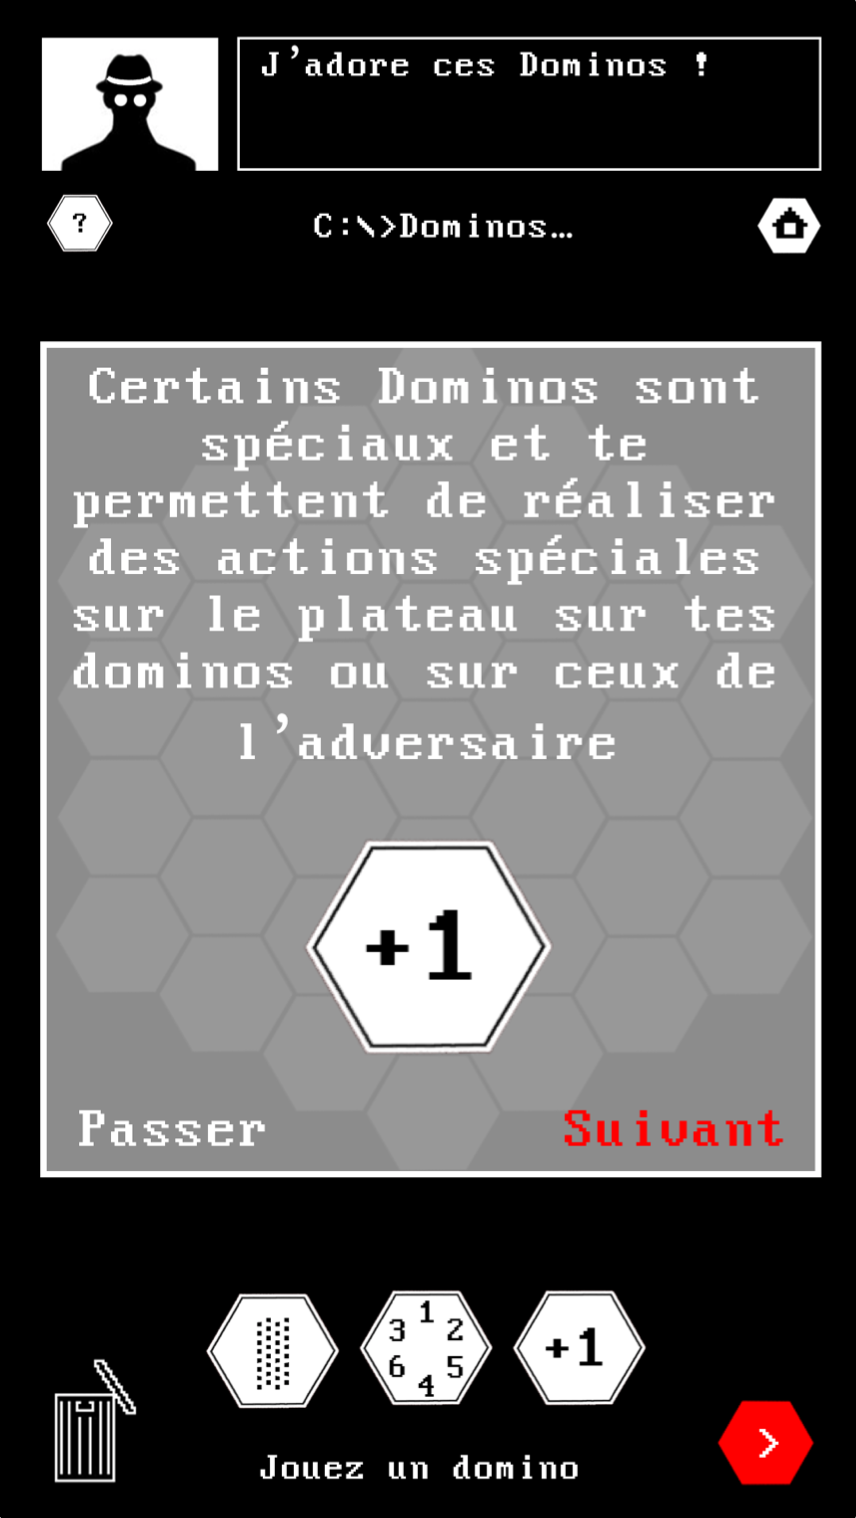 J’adore ces Dominos !
?
C:\>Dominos…
Certains Dominos sont
spéciaux et te
permettent de réaliser
des actions spéciales
sur le plateau sur tes
dominos ou sur ceux de
l’adversaire
+1
Passer
Suivant
1
3 2
6 5
4
+1
Jouez un domino
>